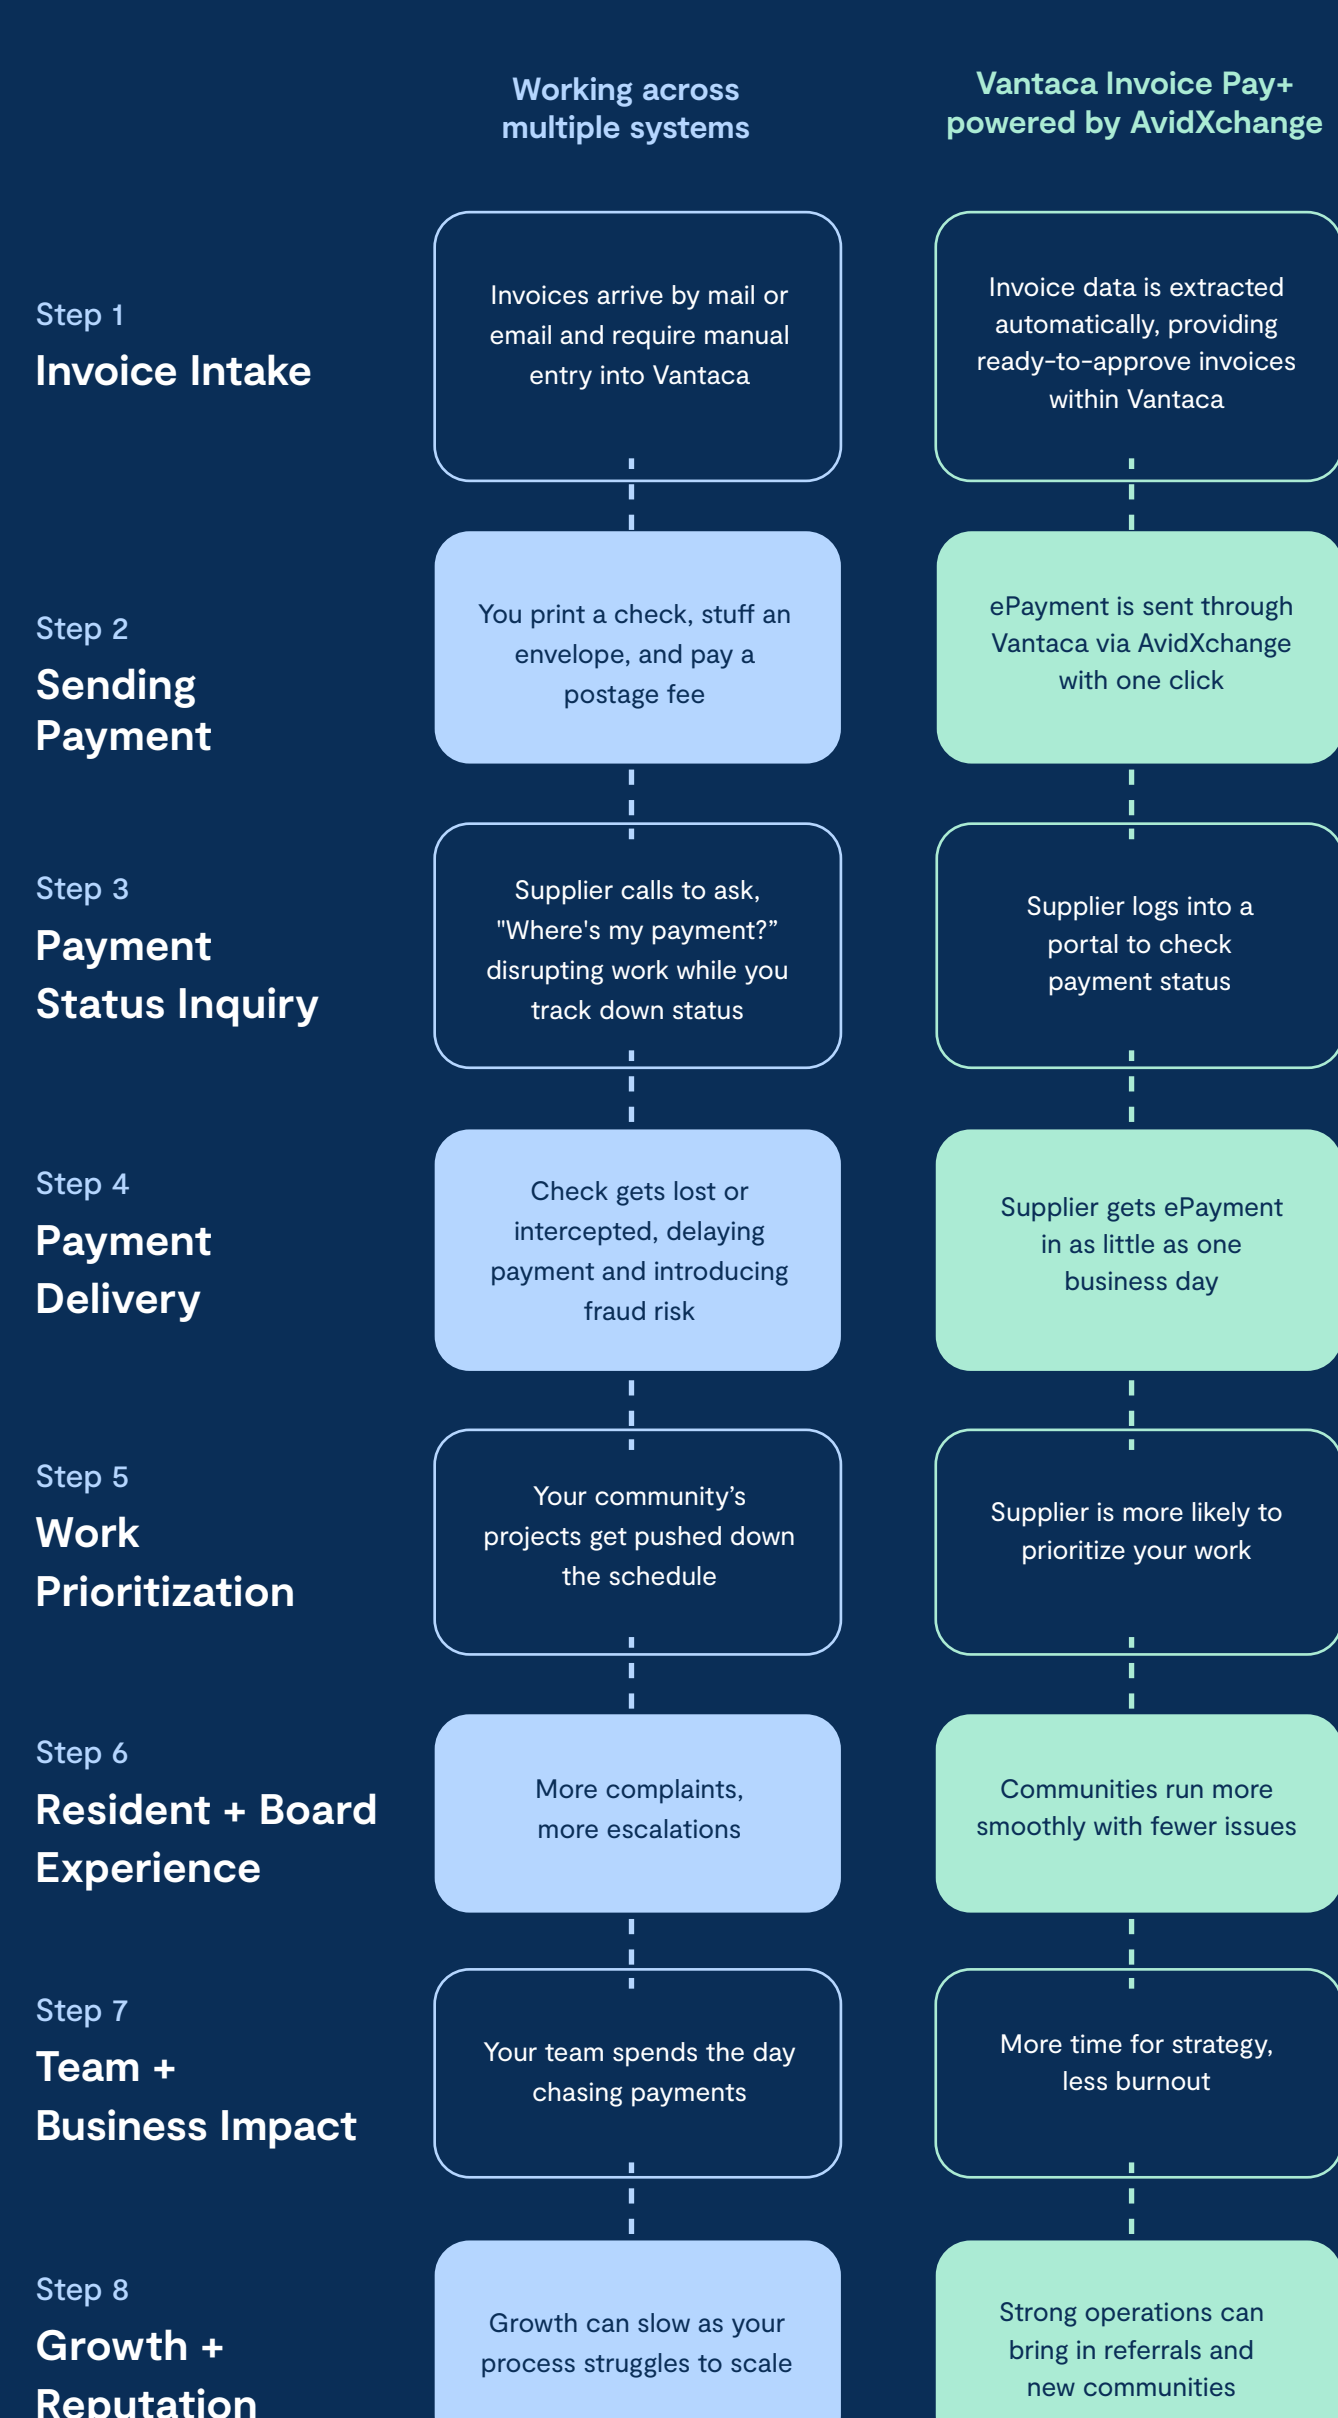 Working across
multiple systems
Vantaca Invoice Pay+
powered by AvidXchange
Step 1
Invoice Intake
Invoices arrive by mail or
email and require manual
entry into Vantaca
Invoice data is extracted
automatically, providing
ready-to-approve invoices
within Vantaca
Step 2
Sending
Payment
You print a check, stuff an
envelope, and pay a
postage fee
ePayment is sent through
Vantaca via AvidXchange
with one click
Step 3
Payment
Status Inquiry
Supplier calls to ask,
"Where's my payment?”
disrupting work while you
track down status
Supplier logs into a
portal to check
payment status
Step 4
Payment
Delivery
Check gets lost or
intercepted, delaying
payment and introducing
fraud risk
Supplier gets ePayment
in as little as one
business day
Step 5
Work
Prioritization
Your community’s
projects get pushed down
the schedule
Supplier is more likely to
prioritize your work
Step 6
Resident + Board
Experience
More complaints,
more escalations
Communities run more
smoothly with fewer issues
Step 7
Team +
Business Impact
Your team spends the day
chasing payments
More time for strategy,
less burnout
Step 8
Growth +
Reputation
Growth can slow as your
process struggles to scale
Strong operations can
bring in referrals and
new communities